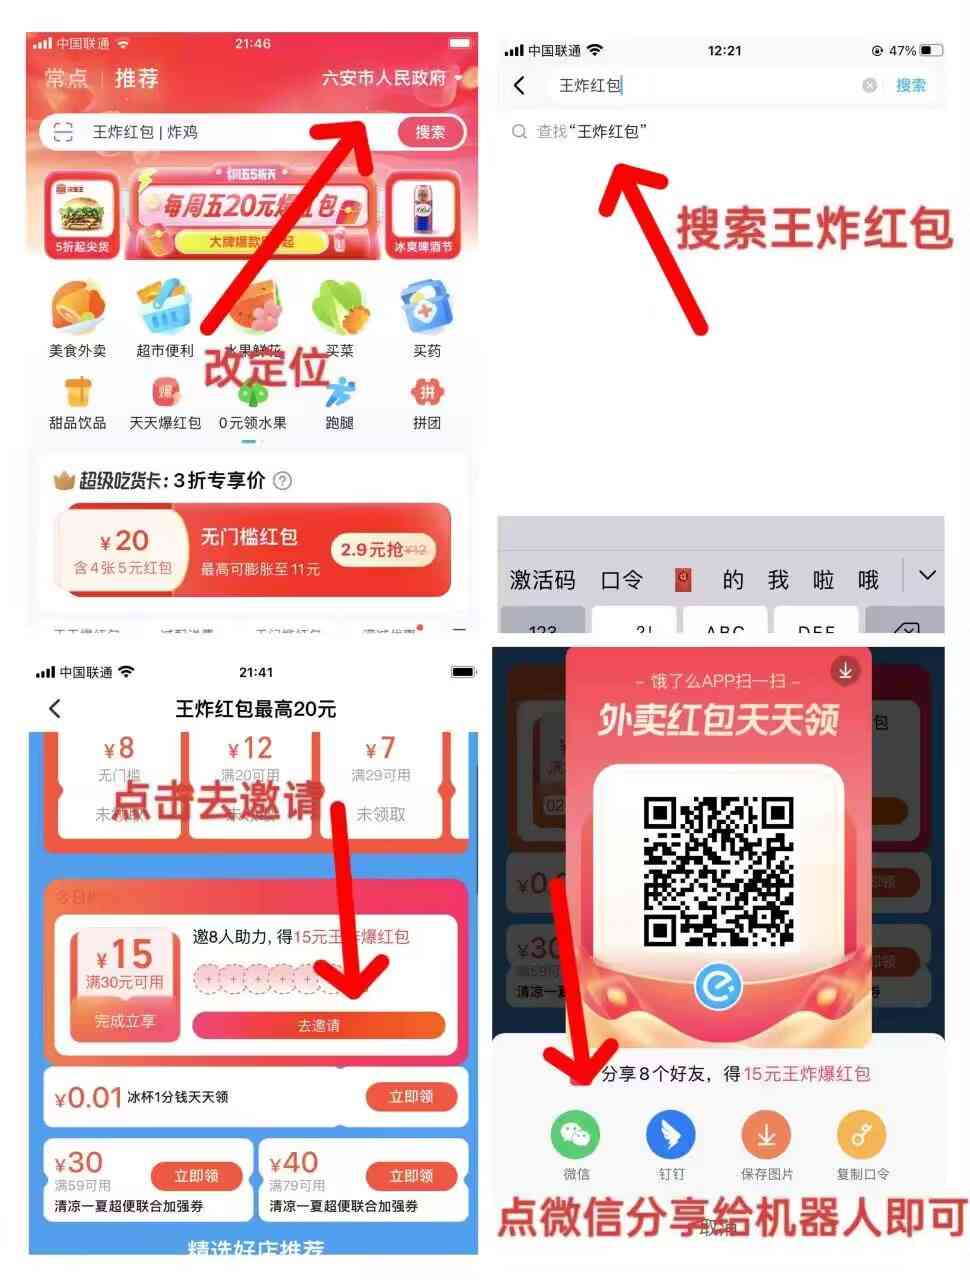 中国联通
21:46
常点 | 推荐
六安市人民政府
王炸红包 | 炸鸡
搜索
每周五20元爆红包
大牌爆款
5折起尖货
冰爽啤酒节
美食外卖
超市便利
水果鲜花
买菜
买药
改定位
甜品饮品
天天爆红包
0元领水果
跑腿
拼团
爆
拼
超级吃货卡: 3折专享价 ?
¥20
含4张5元红包
无门槛红包
最高可膨胀至11元
2.9元抢 ¥12
中国联通
12:21
47%
王炸红包
搜索
查找“王炸红包”
搜索王炸红包
激活码 口令 的 我 啦 哦
123
ABC
DEF
中国联通
21:41
王炸红包最高20元
¥8
无门槛
未领取
¥12
满20可用
未领取
¥7
满29可用
未领取
点击去邀请
¥15
满30元可用
完成立享
邀8人助力, 得15元王炸爆红包
去邀请
¥0.01 冰杯1分钱天天领
立即领
¥30
满59可用
清凉一夏超便联合加强券
立即领
¥40
满79可用
清凉一夏超便联合加强券
立即领
精选好店推荐
– 饿了么APP扫一扫 –
外卖红包天天领
分享8个好友，得15元王炸爆红包
微信
钉钉
保存图片
复制口令
点微信分享给机器人即可
取消